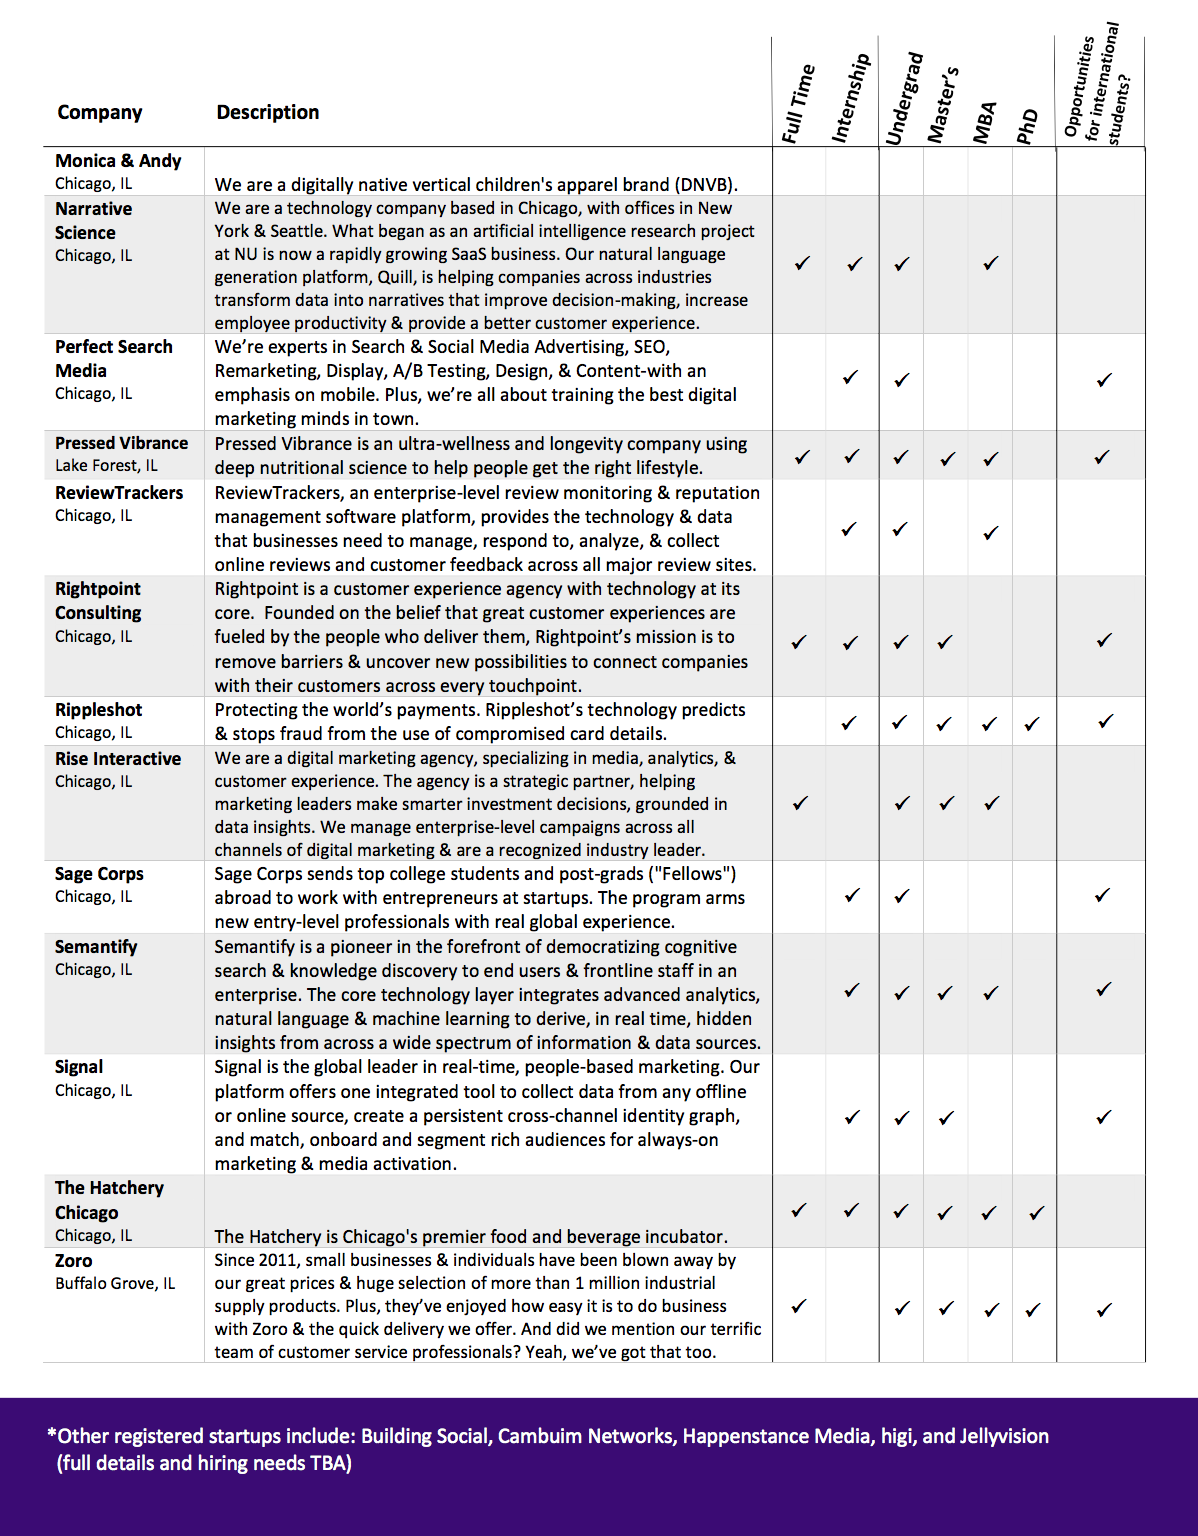 Company
Description
Full Time
Internship
Undergrad
Master's
MBA
PhD
Opportunities
for international
students?
Monica & Andy
Chicago, IL
We are a digitally native vertical children's apparel brand (DNVB).
Narrative
Science
Chicago, IL
We are a technology company based in Chicago, with offices in New
York & Seattle. What began as an artificial intelligence research project
at NU is now a rapidly growing SaaS business. Our natural language
generation platform, Quill, is helping companies across industries
transform data into narratives that improve decision-making, increase
employee productivity & provide a better customer experience.
✓ ✓ ✓ ✓
Perfect Search
Media
Chicago, IL
We're experts in Search & Social Media Advertising, SEO,
Remarketing, Display, A/B Testing, Design, & Content-with an
emphasis on mobile. Plus, we're all about training the best digital
marketing minds in town.
✓ ✓ ✓
Pressed Vibrance
Lake Forest, IL
Pressed Vibrance is an ultra-wellness and longevity company using
deep nutritional science to help people get the right lifestyle.
✓ ✓ ✓ ✓ ✓ ✓
ReviewTrackers
Chicago, IL
ReviewTrackers, an enterprise-level review monitoring & reputation
management software platform, provides the technology & data
that businesses need to manage, respond to, analyze, & collect
online reviews and customer feedback across all major review sites.
✓ ✓ ✓
Rightpoint
Consulting
Chicago, IL
Rightpoint is a customer experience agency with technology at its
core.  Founded on the belief that great customer experiences are
fueled by the people who deliver them, Rightpoint's mission is to
remove barriers & uncover new possibilities to connect companies
with their customers across every touchpoint.
✓ ✓ ✓ ✓ ✓
Rippleshot
Chicago, IL
Protecting the world's payments. Rippleshot's technology predicts
& stops fraud from the use of compromised card details.
✓ ✓ ✓ ✓ ✓ ✓
Rise Interactive
Chicago, IL
We are a digital marketing agency, specializing in media, analytics, &
customer experience. The agency is a strategic partner, helping
marketing leaders make smarter investment decisions, grounded in
data insights. We manage enterprise-level campaigns across all
channels of digital marketing & are a recognized industry leader.
✓ ✓ ✓ ✓
Sage Corps
Chicago, IL
Sage Corps sends top college students and post-grads ("Fellows")
abroad to work with entrepreneurs at startups. The program arms
new entry-level professionals with real global experience.
✓ ✓ ✓
Semantify
Chicago, IL
Semantify is a pioneer in the forefront of democratizing cognitive
search & knowledge discovery to end users & frontline staff in an
enterprise. The core technology layer integrates advanced analytics,
natural language & machine learning to derive, in real time, hidden
insights from across a wide spectrum of information & data sources.
✓ ✓ ✓ ✓ ✓
Signal
Chicago, IL
Signal is the global leader in real-time, people-based marketing. Our
platform offers one integrated tool to collect data from any offline
or online source, create a persistent cross-channel identity graph,
and match, onboard and segment rich audiences for always-on
marketing & media activation.
✓ ✓ ✓ ✓
The Hatchery
Chicago
Chicago, IL
The Hatchery is Chicago's premier food and beverage incubator.
✓ ✓ ✓ ✓ ✓ ✓
Zoro
Buffalo Grove, IL
Since 2011, small businesses & individuals have been blown away by
our great prices & huge selection of more than 1 million industrial
supply products. Plus, they've enjoyed how easy it is to do business
with Zoro & the quick delivery we offer. And did we mention our terrific
team of customer service professionals? Yeah, we've got that too.
✓ ✓ ✓ ✓ ✓ ✓
*Other registered startups include: Building Social, Cambuim Networks, Happenstance Media, higi, and Jellyvision
(full details and hiring needs TBA)